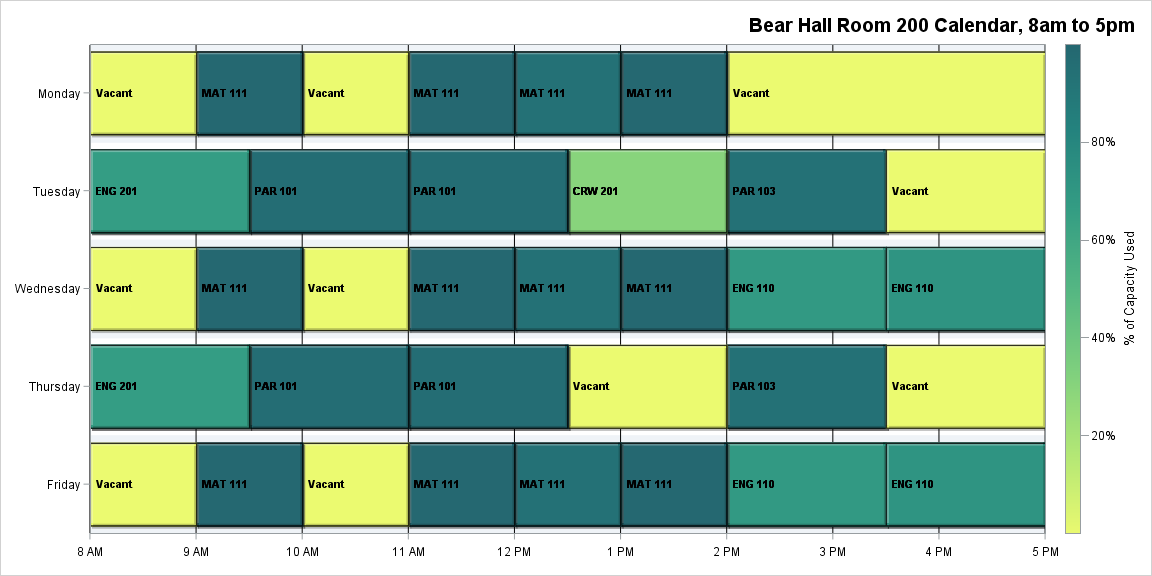 Bear Hall Room 200 Calendar, 8am to 5pm
Monday
Vacant
MAT 111
Vacant
MAT 111
MAT 111
MAT 111
Vacant
Tuesday
ENG 201
PAR 101
PAR 101
CRW 201
PAR 103
Vacant
Wednesday
Vacant
MAT 111
Vacant
MAT 111
MAT 111
MAT 111
ENG 110
ENG 110
Thursday
ENG 201
PAR 101
PAR 101
Vacant
PAR 103
Vacant
Friday
Vacant
MAT 111
Vacant
MAT 111
MAT 111
MAT 111
ENG 110
ENG 110
8 AM
9 AM
10 AM
11 AM
12 PM
1 PM
2 PM
3 PM
4 PM
5 PM
80%
60%
40%
20%
% of Capacity Used